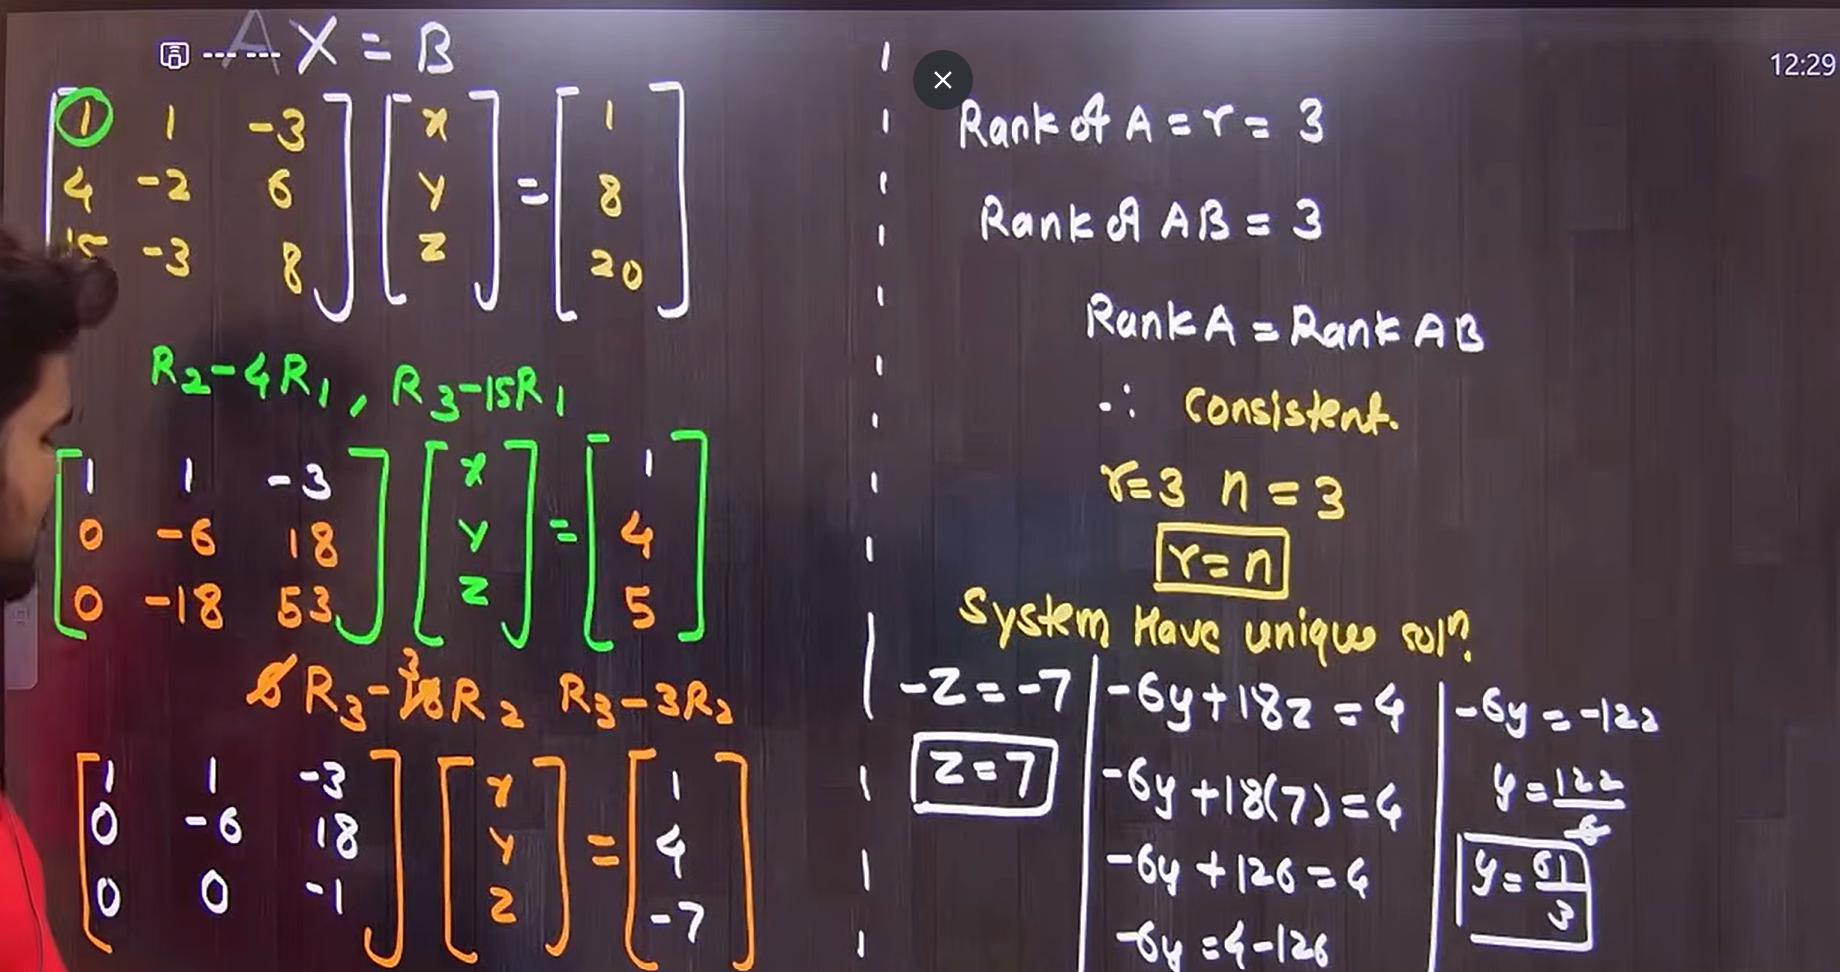 AX = B
12:29
1 1 -3 x 1
4 -2 6 y = 8
15 -3 8 z 20
R2-4R1, R3-15R1
1 1 -3 x 1
0 -6 18 y = 4
0 -18 53 z 5
R3-3R2 R3-3R2
1 1 -3 x 1
0 -6 18 y = 4
0 0 -1 z -7
Rank of A = r = 3
Rank of AB = 3
Rank A = Rank AB
∴ Consistent.
r=3 n=3
r=n
System Have unique solⁿ.
-z = -7
z = 7
-6y+18z = 4
-6y+18(7) = 4
-6y+126 = 4
-6y = 4-126
-6y = -122
y = 122/6
y = 61/3